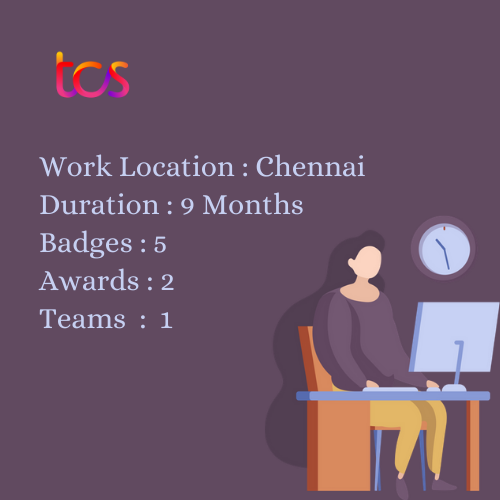 tcs
Work Location : Chennai
Duration : 9 Months
Badges : 5
Awards : 2
Teams : 1